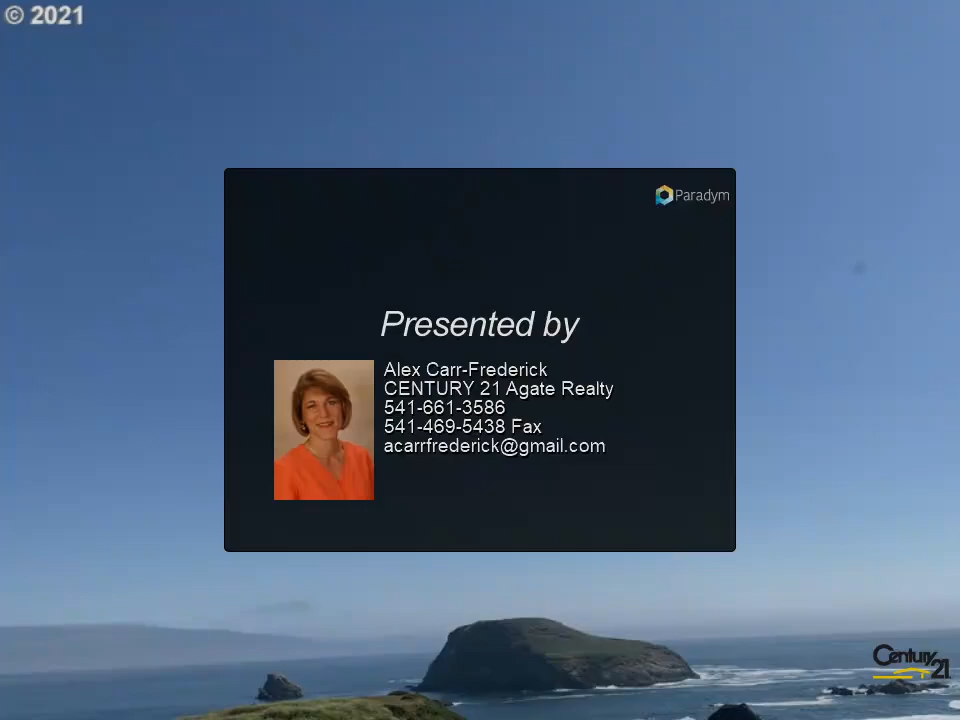 © 2021
Paradym
Presented by
Alex Carr-Frederick
CENTURY 21 Agate Realty
541-661-3586
541-469-5438 Fax
acarrfrederick@gmail.com
Century 21